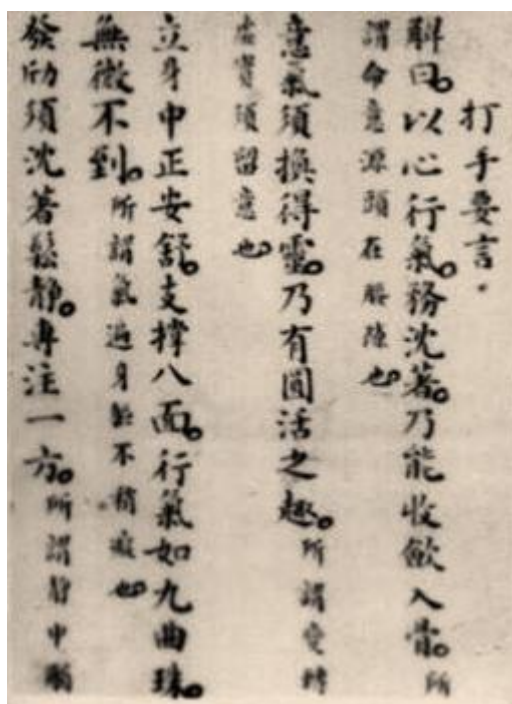 打手要言。
解曰。以心行氣。務沈著。乃能收斂入骨。所
謂命意源頭在腰隙也。
意氣須換得靈。乃有圓活之趣。所謂變轉
虛實須留意也。
立身中正安舒。支撐八面。行氣如九曲珠。
無微不到。所謂氣遍身軀不稍痴也。
發勁須沈著鬆靜。專注一方。所謂靜中觸